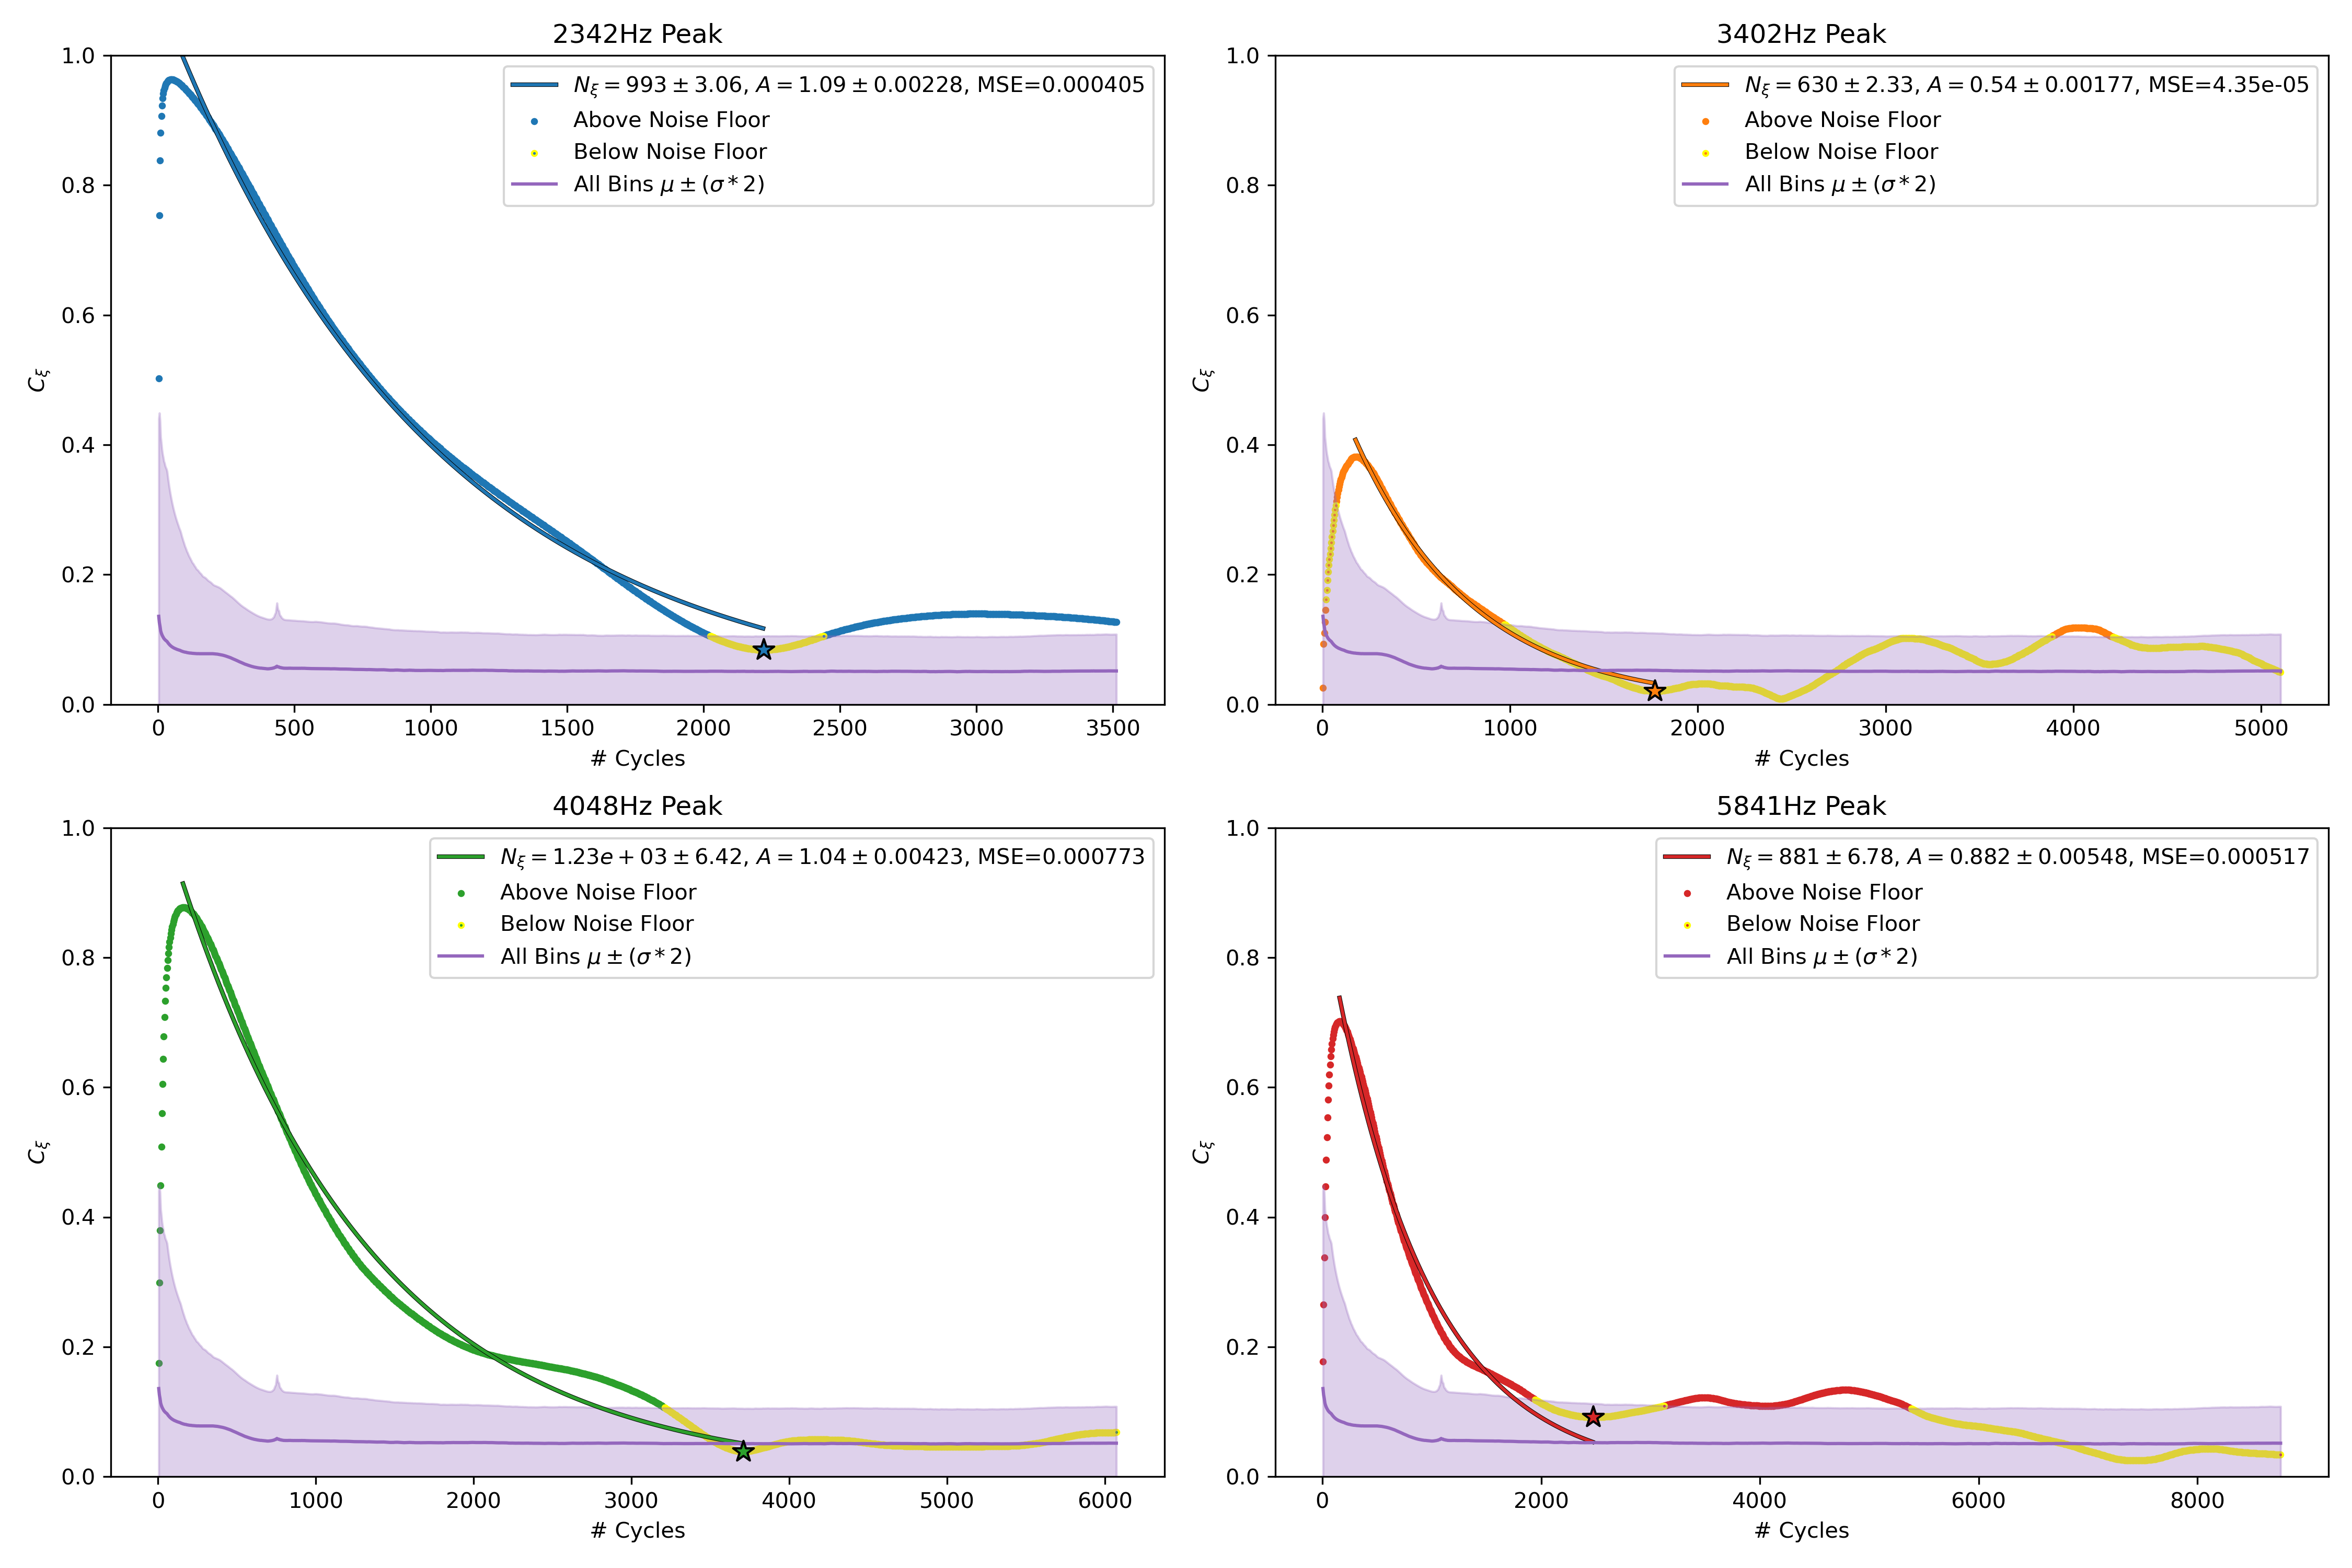 2342Hz Peak
1.0
0.8
0.6
0.4
0.2
0.0
C_ξ
N_ξ = 993 ± 3.06, A = 1.09 ± 0.00228, MSE=0.000405
Above Noise Floor
Below Noise Floor
All Bins μ ± (σ * 2)
0 500 1000 1500 2000 2500 3000 3500
# Cycles
3402Hz Peak
1.0
0.8
0.6
0.4
0.2
0.0
C_ξ
N_ξ = 630 ± 2.33, A = 0.54 ± 0.00177, MSE=4.35e-05
Above Noise Floor
Below Noise Floor
All Bins μ ± (σ * 2)
0 1000 2000 3000 4000 5000
# Cycles
4048Hz Peak
1.0
0.8
0.6
0.4
0.2
0.0
C_ξ
N_ξ = 1.23e + 03 ± 6.42, A = 1.04 ± 0.00423, MSE=0.000773
Above Noise Floor
Below Noise Floor
All Bins μ ± (σ * 2)
0 1000 2000 3000 4000 5000 6000
# Cycles
5841Hz Peak
1.0
0.8
0.6
0.4
0.2
0.0
C_ξ
N_ξ = 881 ± 6.78, A = 0.882 ± 0.00548, MSE=0.000517
Above Noise Floor
Below Noise Floor
All Bins μ ± (σ * 2)
0 2000 4000 6000 8000
# Cycles